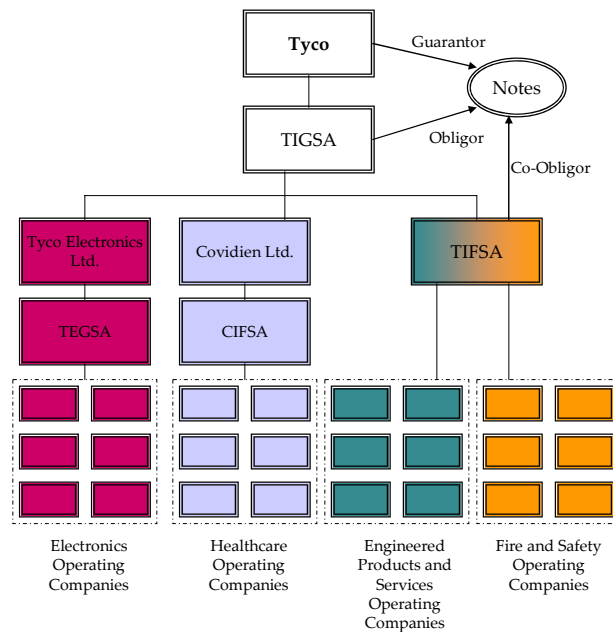 Tyco
Guarantor
Notes
TIGSA
Obligor
Co-Obligor
Tyco Electronics
Ltd.
Covidien Ltd.
TIFSA
TEGSA
CIFSA
Electronics
Operating
Companies
Healthcare
Operating
Companies
Engineered
Products and
Services
Operating
Companies
Fire and Safety
Operating
Companies